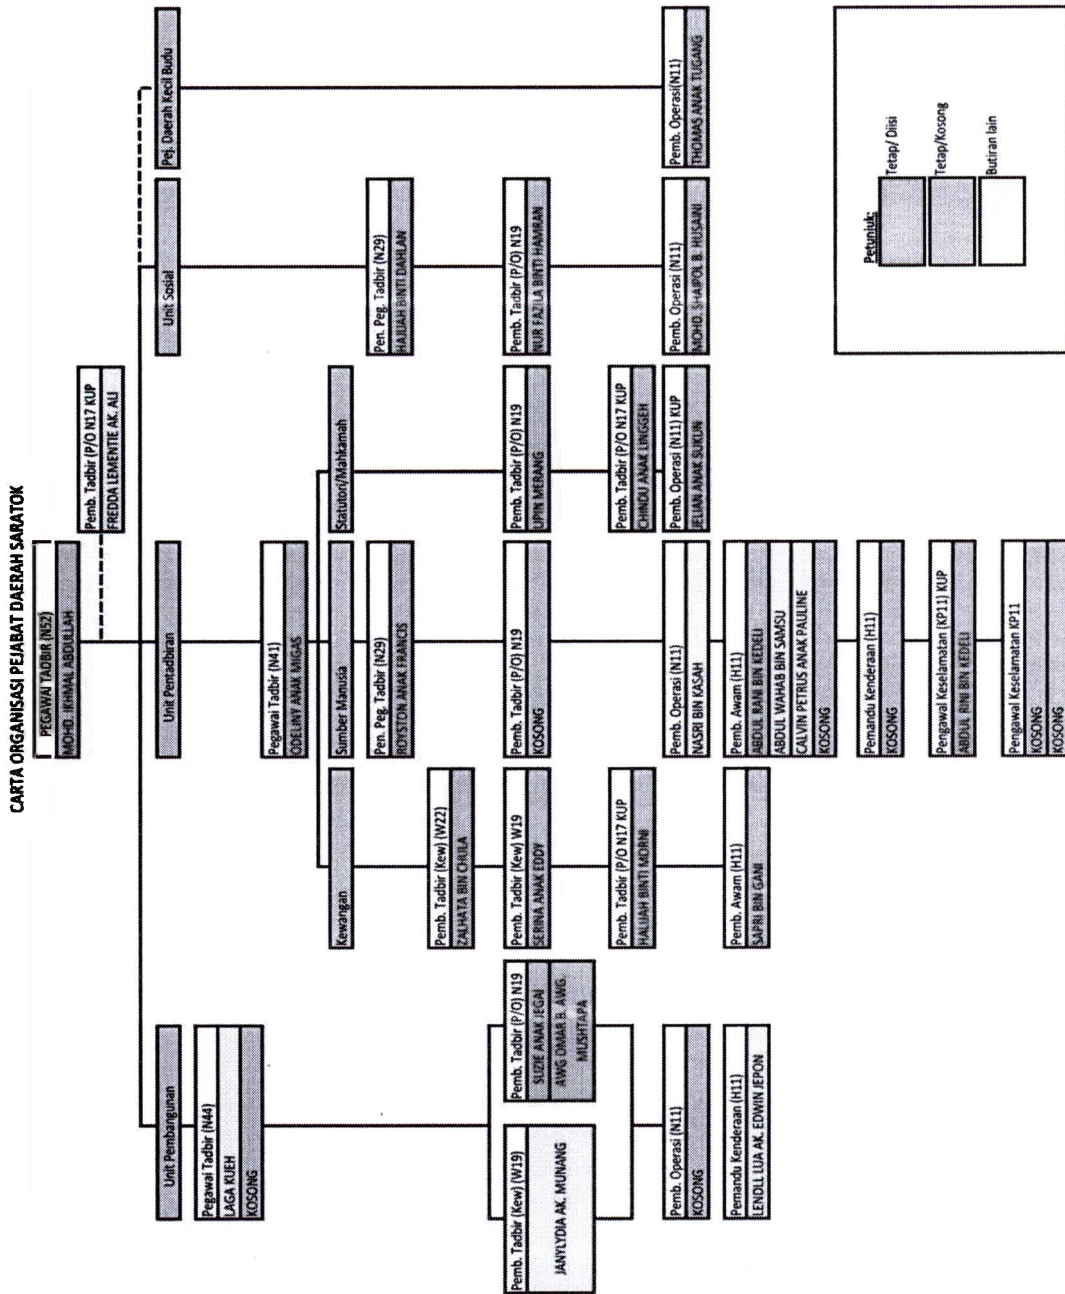 CARTA ORGANISASI PEJABAT DAERAH SARATOK
PEGAWAI TADBIR (N52)
MOHD. IKHMAL ABDULLAH
Pemb. Tadbir (P/O N17 KUP
FREDDA LEMENTIE AK. ALI
Unit Pembangunan
Pegawai Tadbir (N44)
LAGA KUEH
KOSONG
Pemb. Tadbir (Kew) (W19)
JANYLYDIA AK. MUNANG
Pemb. Tadbir (P/O) N19
SUZIE ANAK JEGAI
AWG OMAR B. AWG.
MUSHTAPA
Pemb. Operasi (N11)
KOSONG
Pemandu Kenderaan (H11)
LENDLL LUA AK. EDWIN JEPON
Unit Pentadbiran
Pegawai Tadbir (N41)
ODELINY ANAK MIGAS
Kewangan
Pemb. Tadbir (Kew) (W22)
ZALHATA BIN CHULA
Pemb. Tadbir (Kew) W19
SERINA ANAK EDDY
Pemb. Tadbir (P/O N17 KUP
HALIJAH BINTI MORNI
Pemb. Awam (H11)
SAPRI BIN GANI
Sumber Manusia
Pen. Peg. Tadbir (N29)
ROYSTON ANAK FRANCIS
Pemb. Tadbir (P/O) N19
KOSONG
Pemb. Operasi (N11)
NASRI BIN KASAH
Pemb. Awam (H11)
ABDUL RANI BIN KEDELI
ABDUL WAHAB BIN SAMSU
CALVIN PETRUS ANAK PAULINE
KOSONG
Pemandu Kenderaan (H11)
KOSONG
Pengawal Keselamatan (KP11) KUP
ABDUL RINI BIN KEDELI
Pengawal Keselamatan KP11
KOSONG
KOSONG
Statutori/Mahkamah
Pemb. Tadbir (P/O) N19
UPIN MERANG
Pemb. Tadbir (P/O N17 KUP
CHINDU ANAK LINGGEH
Pemb. Operasi (N11) KUP
JELIAN ANAK SUKUN
Unit Sosial
Pen. Peg. Tadbir (N29)
HAJIJAH BINTI DAHLAN
Pemb. Tadbir (P/O) N19
NUR FAZILA BINTI HAMRAN
Pemb. Operasi (N11)
MOHD. SHAIPOL B. HUSAINI
Pej. Daerah Kecil Budu
Pemb. Operasi(N11)
THOMAS ANAK TUGANG
Petunjuk:
Tetap/ Diisi
Tetap/Kosong
Butiran lain